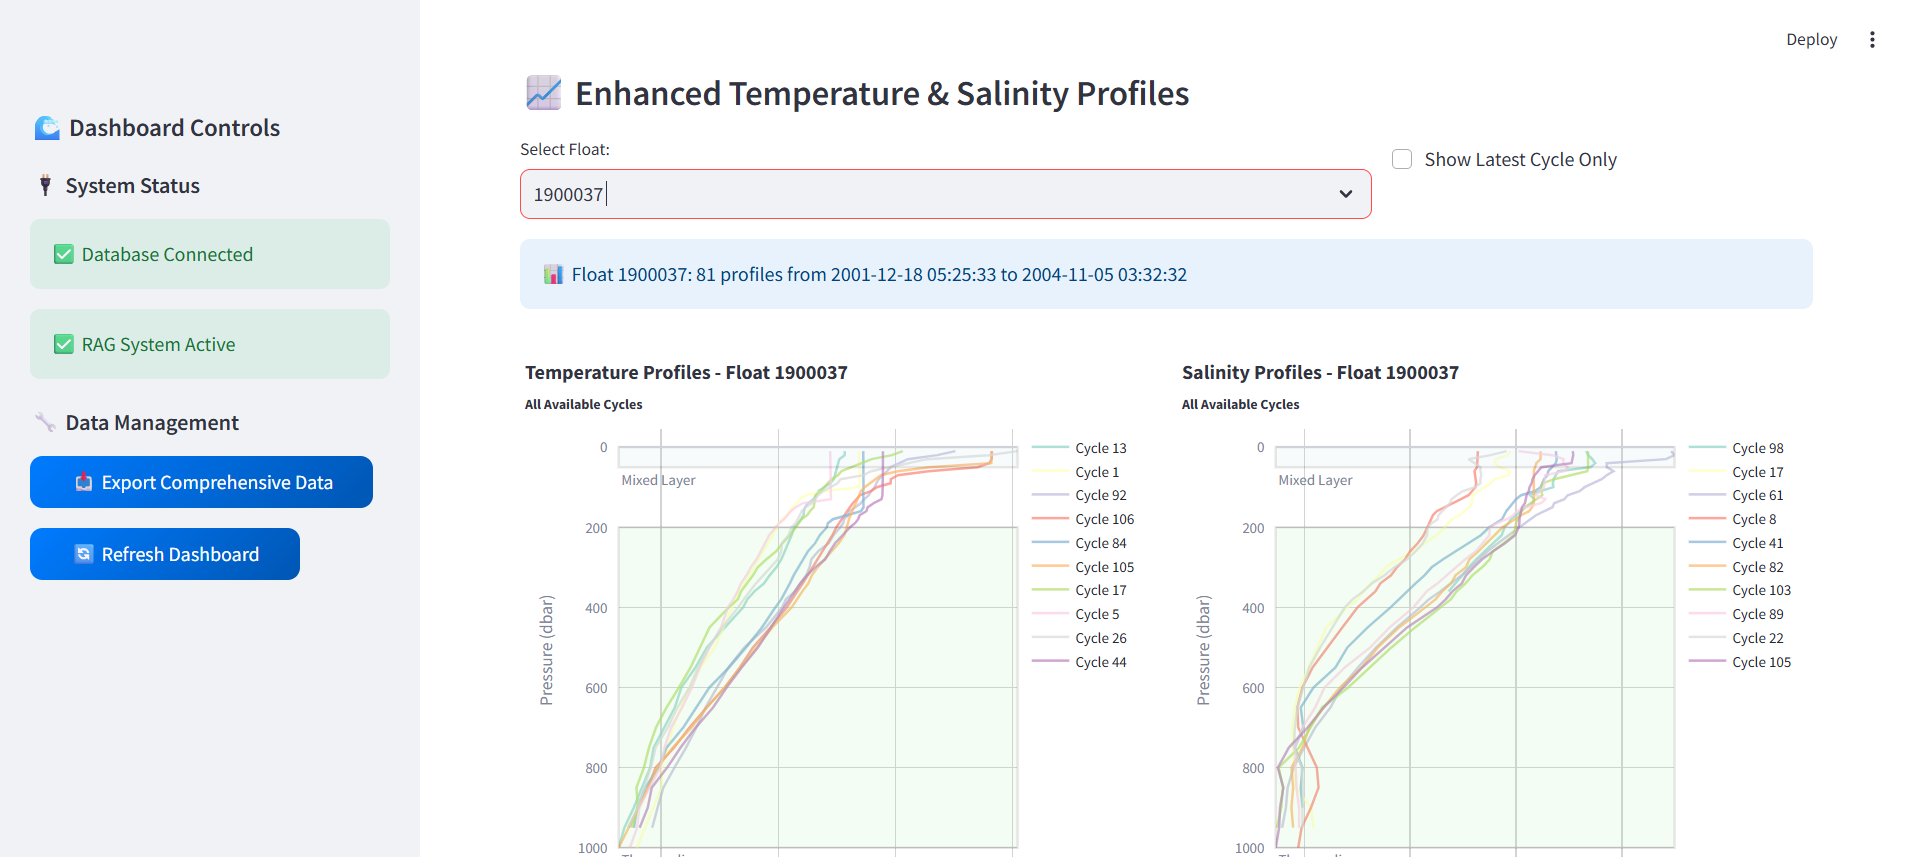 Deploy
Dashboard Controls
System Status
Database Connected
RAG System Active
Data Management
Export Comprehensive Data
Refresh Dashboard
Enhanced Temperature & Salinity Profiles
Select Float:
1900037
Show Latest Cycle Only
Float 1900037: 81 profiles from 2001-12-18 05:25:33 to 2004-11-05 03:32:32
Temperature Profiles - Float 1900037
All Available Cycles
0
200
400
600
800
1000
Pressure (dbar)
Mixed Layer
Cycle 13
Cycle 1
Cycle 92
Cycle 106
Cycle 84
Cycle 105
Cycle 17
Cycle 5
Cycle 26
Cycle 44
Salinity Profiles - Float 1900037
All Available Cycles
0
200
400
600
800
1000
Pressure (dbar)
Mixed Layer
Cycle 98
Cycle 17
Cycle 61
Cycle 8
Cycle 41
Cycle 82
Cycle 103
Cycle 89
Cycle 22
Cycle 105